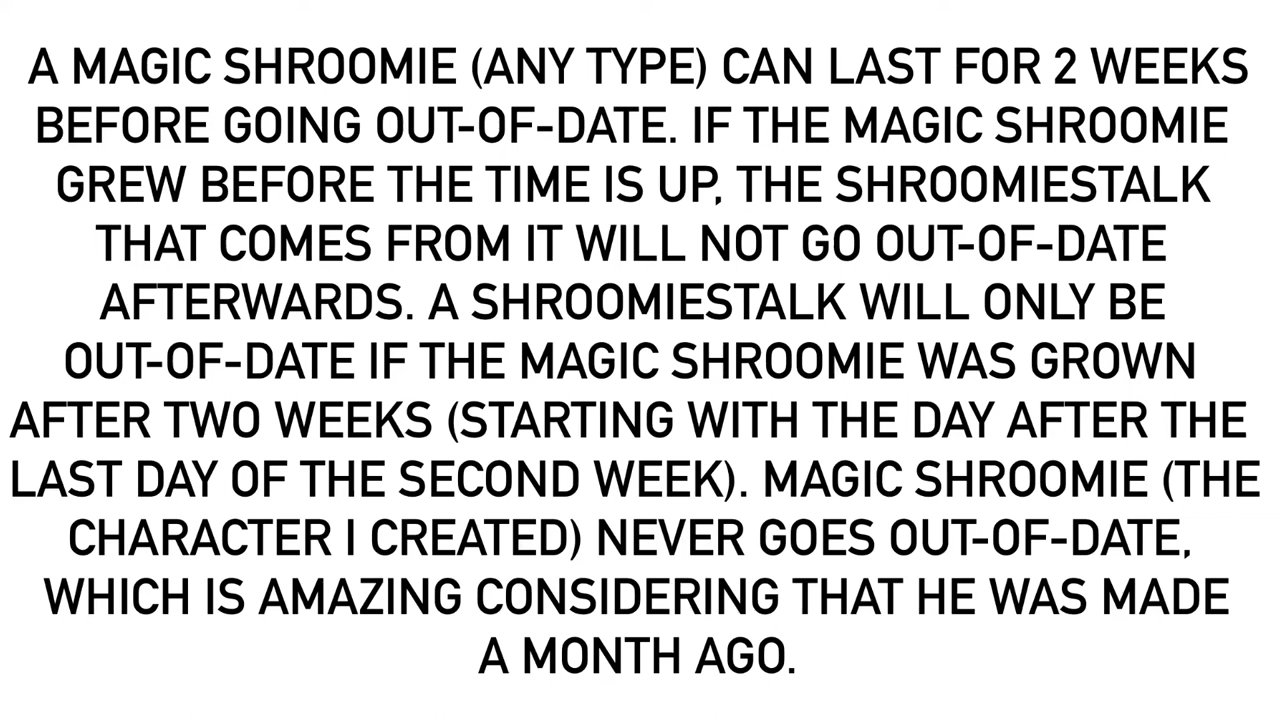 A MAGIC SHROOMIE (ANY TYPE) CAN LAST FOR 2 WEEKS
BEFORE GOING OUT-OF-DATE. IF THE MAGIC SHROOMIE
GREW BEFORE THE TIME IS UP, THE SHROOMIESTALK
THAT COMES FROM IT WILL NOT GO OUT-OF-DATE
AFTERWARDS. A SHROOMIESTALK WILL ONLY BE
OUT-OF-DATE IF THE MAGIC SHROOMIE WAS GROWN
AFTER TWO WEEKS (STARTING WITH THE DAY AFTER THE
LAST DAY OF THE SECOND WEEK). MAGIC SHROOMIE (THE
CHARACTER I CREATED) NEVER GOES OUT-OF-DATE,
WHICH IS AMAZING CONSIDERING THAT HE WAS MADE
A MONTH AGO.